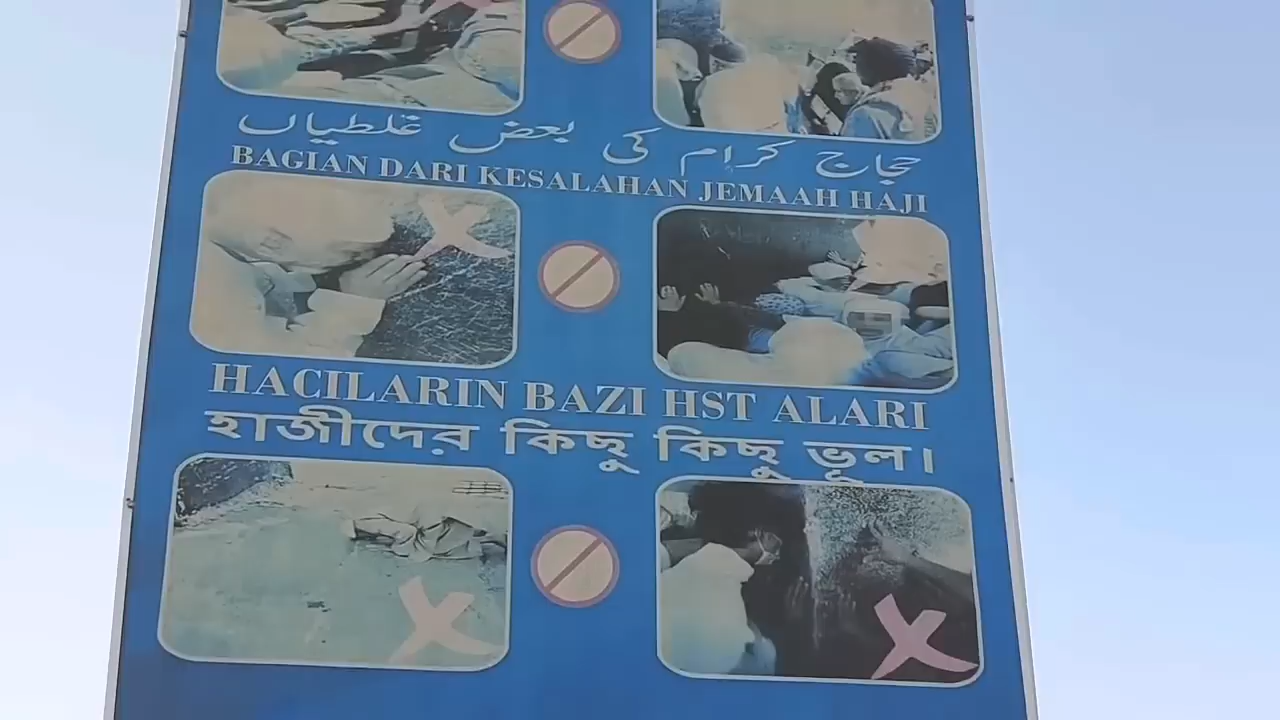 حجاج کرام کی بعض غلطیاں
BAGIAN DARI KESALAHAN JEMAAH HAJI
HACILARIN BAZI HST ALARI
হাজীদের কিছু কিছু ভূল।